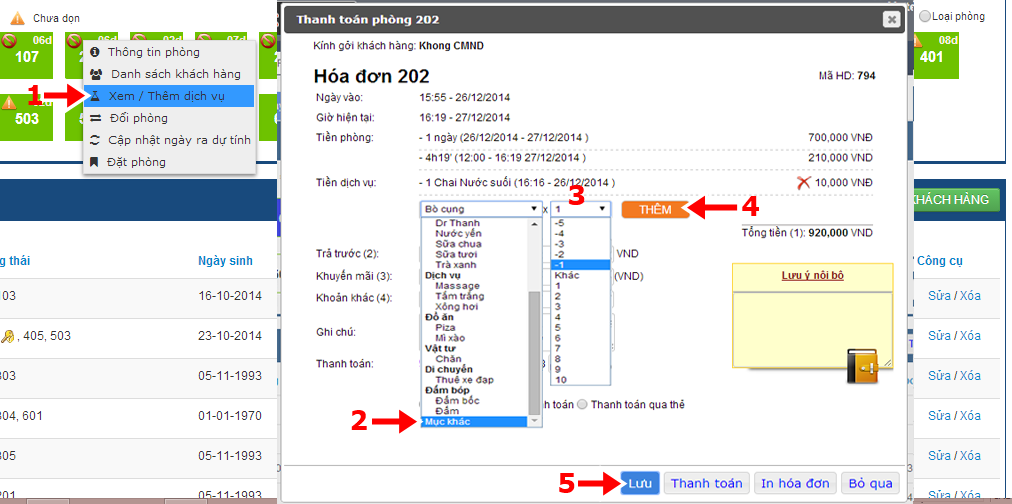 Chưa dọn
Loại phòng
06d
107
02d
02d
07d
08d
401
503
Thông tin phòng
Danh sách khách hàng
1
Xem / Thêm dịch vụ
Đổi phòng
Cập nhật ngày ra dự tính
Đặt phòng
KHÁCH HÀNG
g thái
Ngày sinh
Công cụ
103
16-10-2014
Sửa / Xóa
, 405, 503
23-10-2014
Sửa / Xóa
303
05-11-1993
Sửa / Xóa
304, 601
01-01-1970
Sửa / Xóa
305
05-11-1993
Sửa / Xóa
201
05-11-1993
Sửa / Xóa
Thanh toán phòng 202
Kính gởi khách hàng: Khong CMND
Hóa đơn 202
Mã HD: 794
Ngày vào:
15:55 - 26/12/2014
Giờ hiện tại:
16:19 - 27/12/2014
Tiền phòng:
- 1 ngày (26/12/2014 - 27/12/2014 )
700,000 VNĐ
- 4h19' (12:00 - 16:19 27/12/2014 )
210,000 VNĐ
Tiền dịch vụ:
- 1 Chai Nước suối (16:16 - 26/12/2014 )
10,000 VNĐ
3
Bò cụng
x
1
THÊM
4
Tổng tiền (1): 920,000 VND
Trả trước (2):
VND
Khuyến mãi (3):
(VND)
Khoản khác (4):
Ghi chú:
Thanh toán:
Dr Thanh
Nước yến
Sữa chua
Sữa tươi
Trà xanh
Dịch vụ
Massage
Tắm trắng
Xông hơi
Đồ ăn
Piza
Mì xào
Vật tư
Chăn
Di chuyển
Thuê xe đạp
Đấm bóp
Đấm bốc
Đấm
2
Mục khác
-5
-4
-3
-2
-1
Khác
1
2
3
4
5
6
7
8
9
10
Lưu ý nôi bô
h toán
Thanh toán qua thẻ
5
Lưu
Thanh toán
In hóa đơn
Bỏ qua